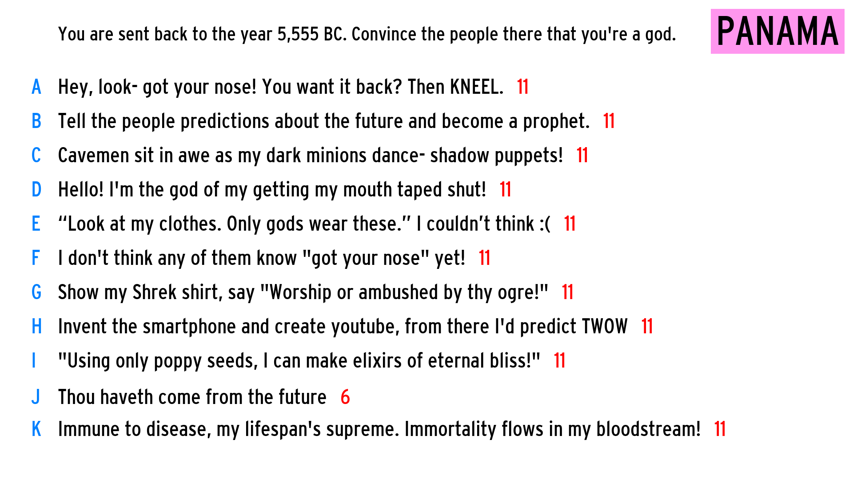 You are sent back to the year 5,555 BC. Convince the people there that you're a god. PANAMA
A Hey, look- got your nose! You want it back? Then KNEEL. 11
B Tell the people predictions about the future and become a prophet. 11
C Cavemen sit in awe as my dark minions dance- shadow puppets! 11
D Hello! I'm the god of my getting my mouth taped shut! 11
E “Look at my clothes. Only gods wear these.” I couldn’t think :( 11
F I don't think any of them know "got your nose" yet! 11
G Show my Shrek shirt, say "Worship or ambushed by thy ogre!" 11
H Invent the smartphone and create youtube, from there I'd predict TWOW 11
I "Using only poppy seeds, I can make elixirs of eternal bliss!" 11
J Thou haveth come from the future 6
K Immune to disease, my lifespan's supreme. Immortality flows in my bloodstream! 11